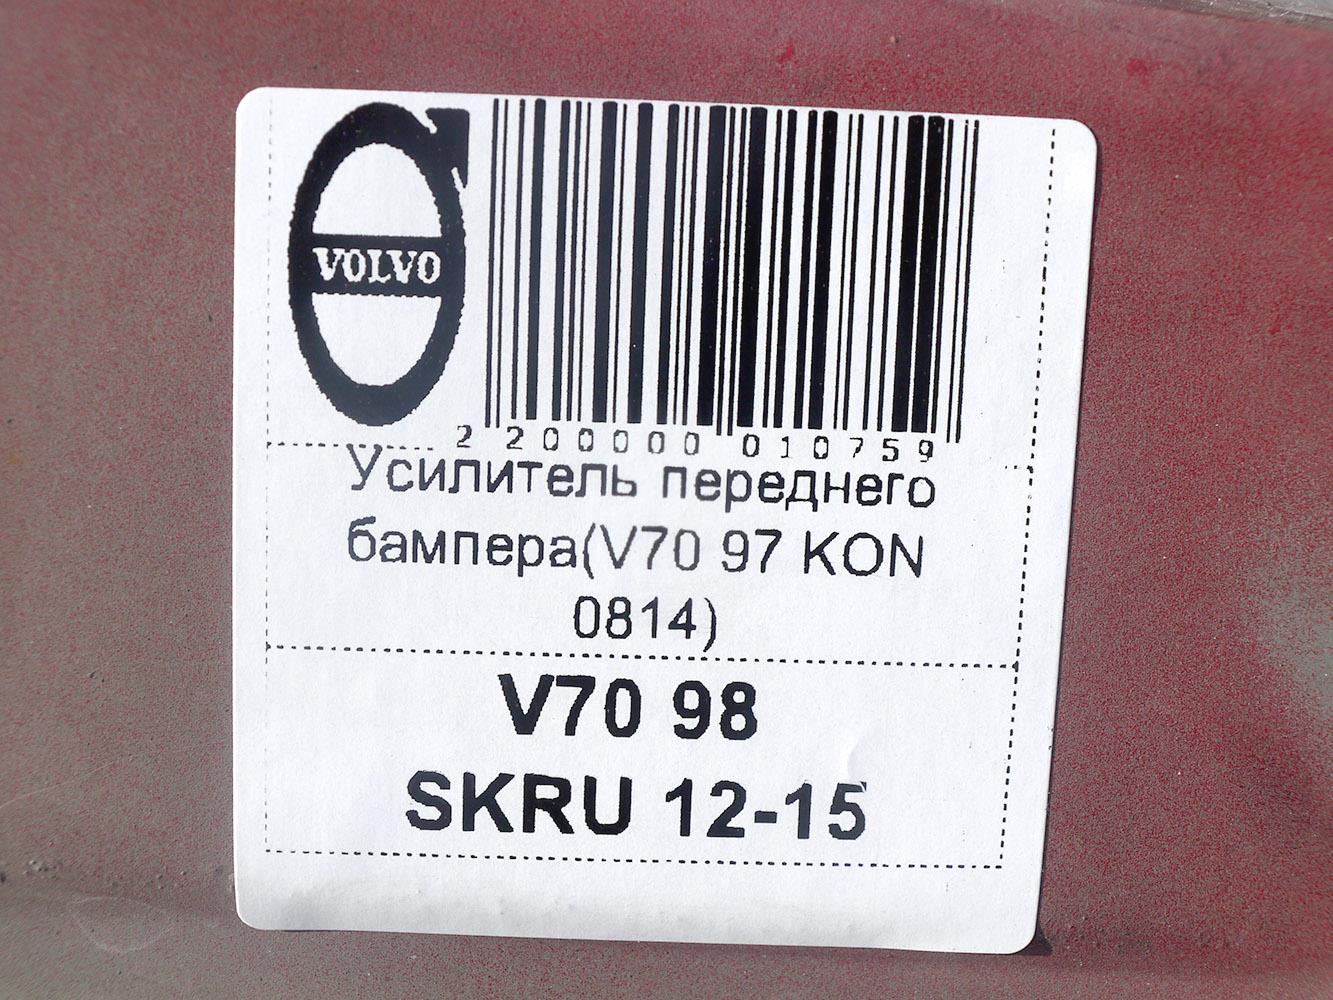 VOLVO
2 200000 010759
Усилитель переднего
бампера(V70 97 KON
0814)
V70 98
SKRU 12-15